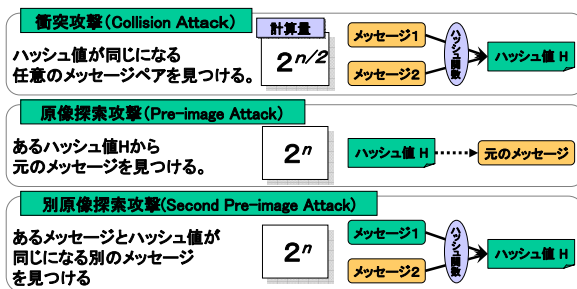 衝突攻撃(Collision Attack)
計算量
ハッシュ値が同じになる
任意のメッセージペアを見つける。
2^{n/2}
メッセージ1
メッセージ2
ハッシュ関数
ハッシュ値 H
原像探索攻撃(Pre-image Attack)
あるハッシュ値Hから
元のメッセージを見つける。
2^n
ハッシュ値 H
元のメッセージ
別原像探索攻撃(Second Pre-image Attack)
あるメッセージとハッシュ値が
同じになる別のメッセージ
を見つける
2^n
メッセージ1
メッセージ2
ハッシュ関数
ハッシュ値 H